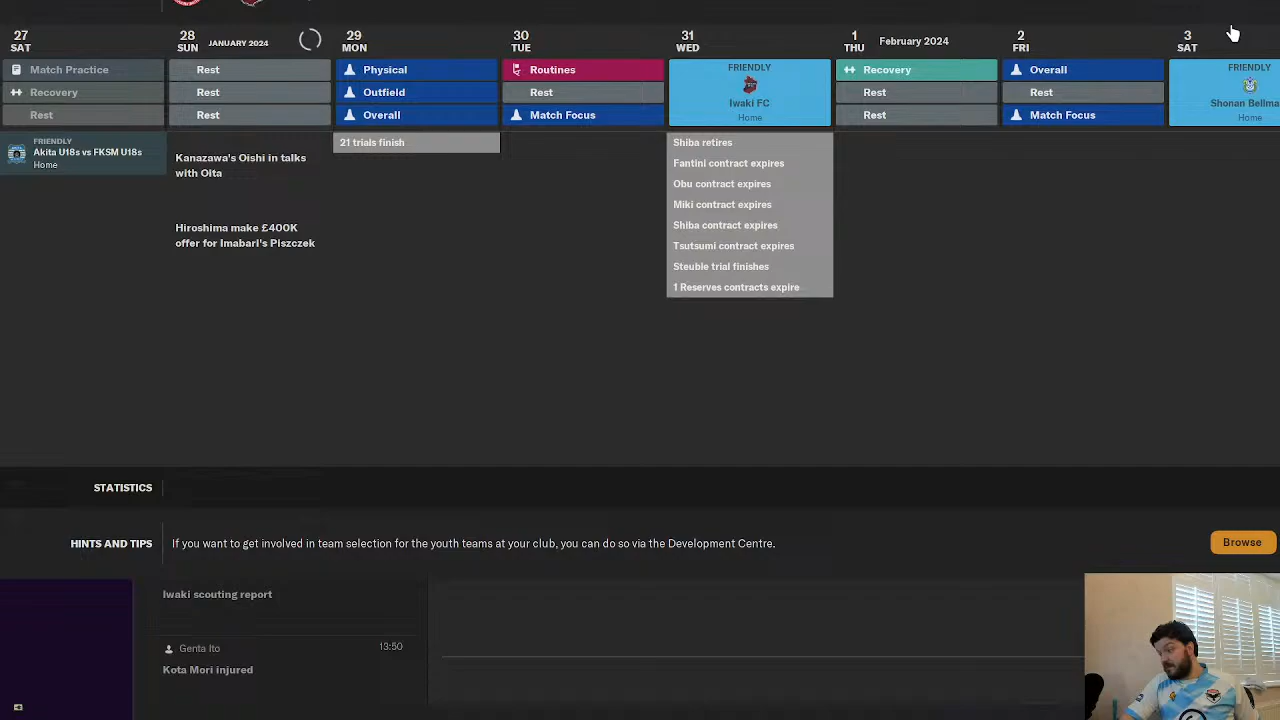 27
SAT
28
SUN
JANUARY 2024
29
MON
30
TUE
31
WED
1
THU
February 2024
2
FRI
3
SAT
Match Practice
Recovery
Rest
Rest
Rest
Rest
Physical
Outfield
Overall
Routines
Rest
Match Focus
FRIENDLY
Iwaki FC
Home
Recovery
Rest
Rest
Overall
Rest
Match Focus
FRIENDLY
Shonan Bellma
Home
FRIENDLY
Akita U18s vs FKSM U18s
Home
Kanazawa's Oishi in talks
with Oita
Hiroshima make £400K
offer for Imabari's Piszczek
21 trials finish
Shiba retires
Fantini contract expires
Obu contract expires
Miki contract expires
Shiba contract expires
Tsutsumi contract expires
Steuble trial finishes
1 Reserves contracts expire
STATISTICS
HINTS AND TIPS
If you want to get involved in team selection for the youth teams at your club, you can do so via the Development Centre.
Browse
Iwaki scouting report
Genta Ito
13:50
Kota Mori injured